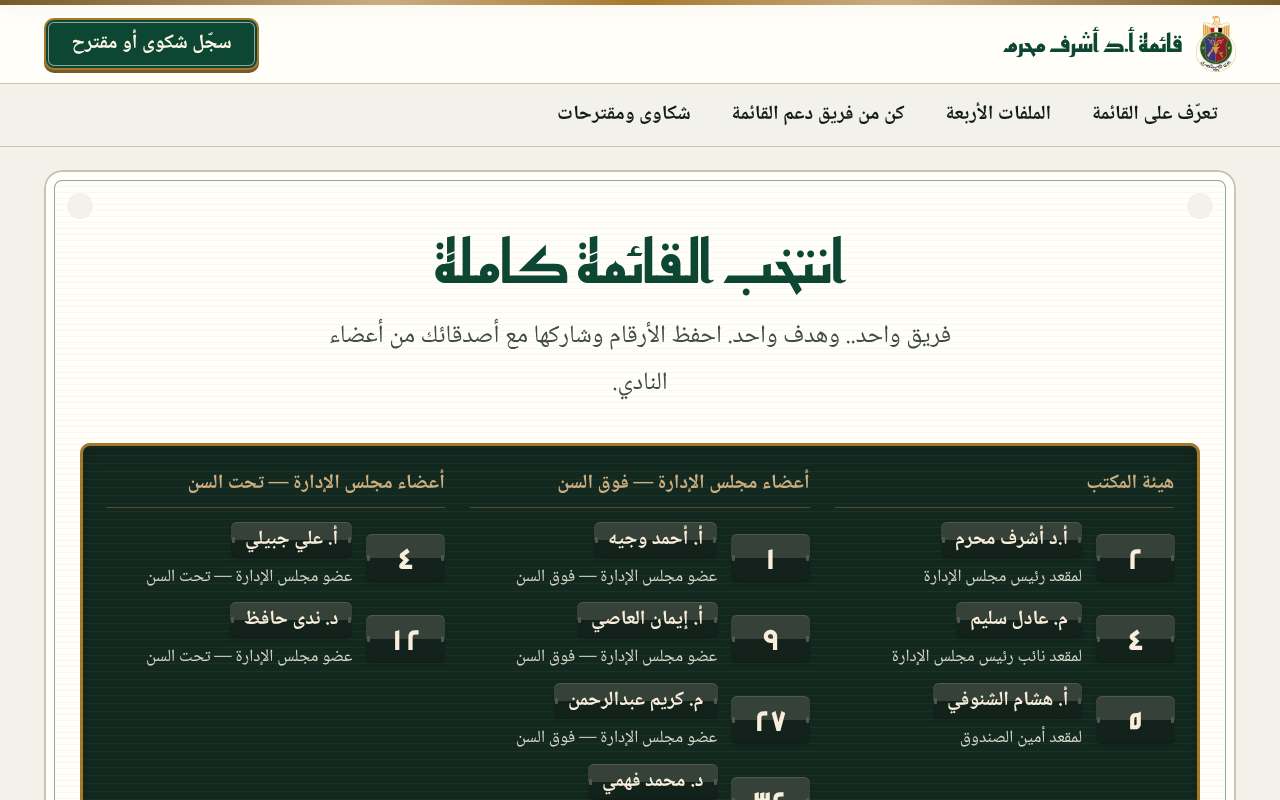 قائمة أ.د أشرف محرم
سجّل شكوى أو مقترح
تعرّف على القائمة
الملفات الأربعة
كن من فريق دعم القائمة
شكاوى ومقترحات
انتخب القائمة كاملة
فريق واحد.. وهدف واحد. احفظ الأرقام وشاركها مع أصدقائك من أعضاء
النادي.
هيئة المكتب
٢
أ.د أشرف محرم
لمقعد رئيس مجلس الإدارة
٤
م. عادل سليم
لمقعد نائب رئيس مجلس الإدارة
٥
أ. هشام الشنوفي
لمقعد أمين الصندوق
أعضاء مجلس الإدارة — فوق السن
١
أ. أحمد وجيه
عضو مجلس الإدارة — فوق السن
٩
أ. إيمان العاصي
عضو مجلس الإدارة — فوق السن
٢٧
م. كريم عبدالرحمن
عضو مجلس الإدارة — فوق السن
د. محمد فهمي
أعضاء مجلس الإدارة — تحت السن
٤
أ. علي جبيلي
عضو مجلس الإدارة — تحت السن
١٢
د. ندى حافظ
عضو مجلس الإدارة — تحت السن